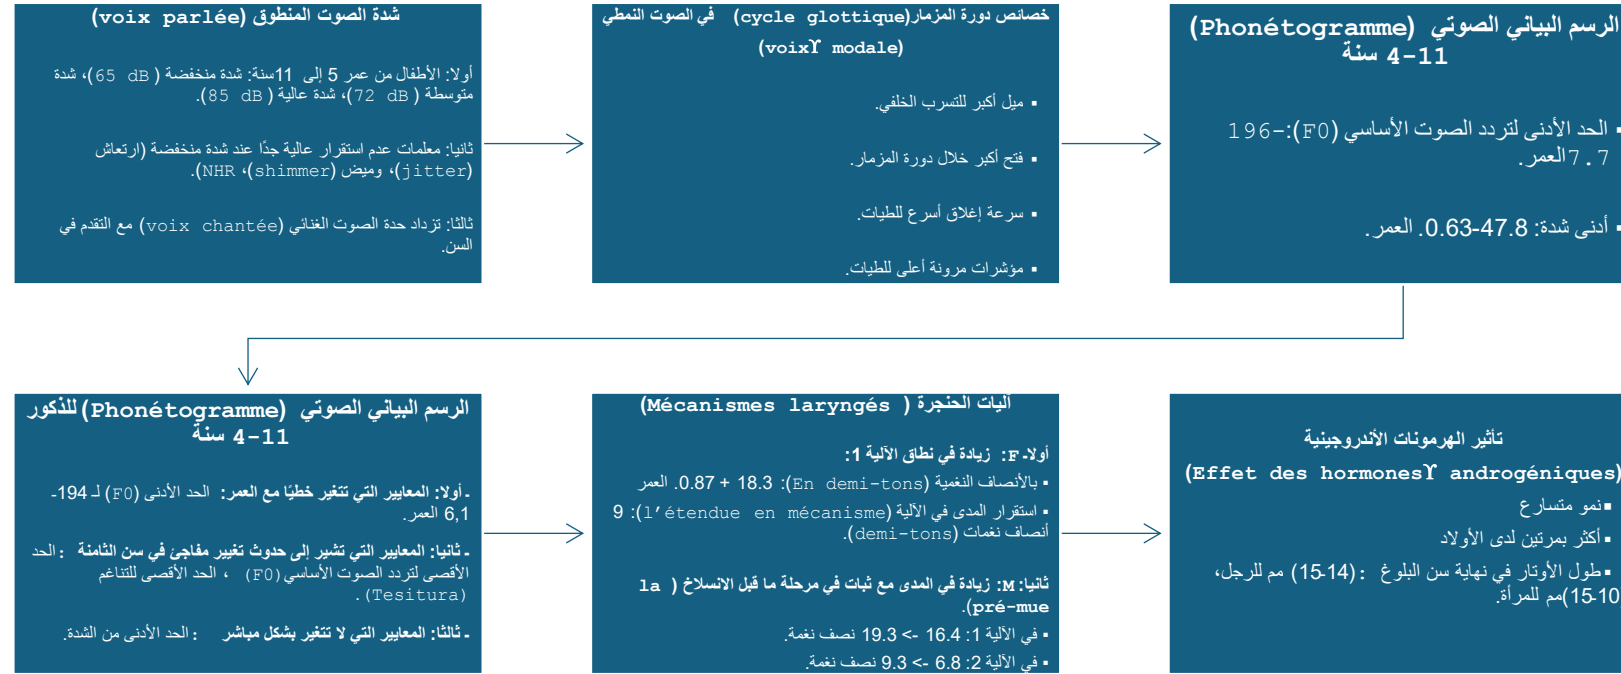 شدة الصوت المنطوق (voix parlée)
أولا: الأطفال من عمر 5 إلى 11سنة: شدة منخفضة (65 dB)، شدة
متوسطة (72 dB)، شدة عالية (85 dB).
ثانيا: معلمات عدم استقرار عالية جدًا عند شدة منخفضة (ارتعاش
(jitter)، وميض (shimmer)، NHR).
ثالثا: تزداد حدة الصوت الغنائي (voix chantée) مع التقدم في
السن.
خصائص دورة المزمار(cycle glottique) في الصوت النمطي
(voixϒ modale)
▪ ميل أكبر للتسرب الخلفي.
▪ فتح أكبر خلال دورة المزمار.
▪ سرعة إغلاق أسرع للطيات.
▪ مؤشرات مرونة أعلى للطيات.
الرسم البياني الصوتي (Phonétogramme)
4-11 سنة
▪ الحد الأدنى لتردد الصوت الأساسي (F0):-196
7.7العمر.
▪ أدنى شدة: 47.8-0.63. العمر.
الرسم البياني الصوتي (Phonétogramme) للذكور
4-11 سنة
ـ أولا: المعايير التي تتغير خطيًا مع العمر: الحد الأدنى (F0) لـ 194-
6,1 العمر.
ـ ثانيا: المعايير التي تشير إلى حدوث تغيير مفاجئ في سن الثامنة : الحد
الأقصى لتردد الصوت الأساسي(F0) ، الحد الأقصى للتناغم
(Tesitura).
ـ ثالثا: المعايير التي لا تتغير بشكل مباشر : الحد الأدنى من الشدة.
آليات الحنجرة ( Mécanismes laryngés)
أولاـ F: زيادة في نطاق الآلية 1:
▪ بالأنصاف النغمية (En demi-tons): 18.3 + 0.87. العمر
▪ استقرار المدى في الآلية (l'étendue en mécanisme): 9
أنصاف نغمات (demi-tons).
ثانيا: M: زيادة في المدى مع ثبات في مرحلة ما قبل الانسلاخ ( la
pré-mue).
▪ في الآلية 1: 16.4 -> 19.3 نصف نغمة.
▪ في الآلية 2: 6.8 -> 9.3 نصف نغمة.
تأثير الهرمونات الأندروجينية
(Effet des hormonesϒ androgéniques)
▪نمو متسارع
▪أكثر بمرتين لدى الأولاد
▪طول الأوتار في نهاية سن البلوغ : (14-15) مم للرجل،
10-15)مم للمرأة.